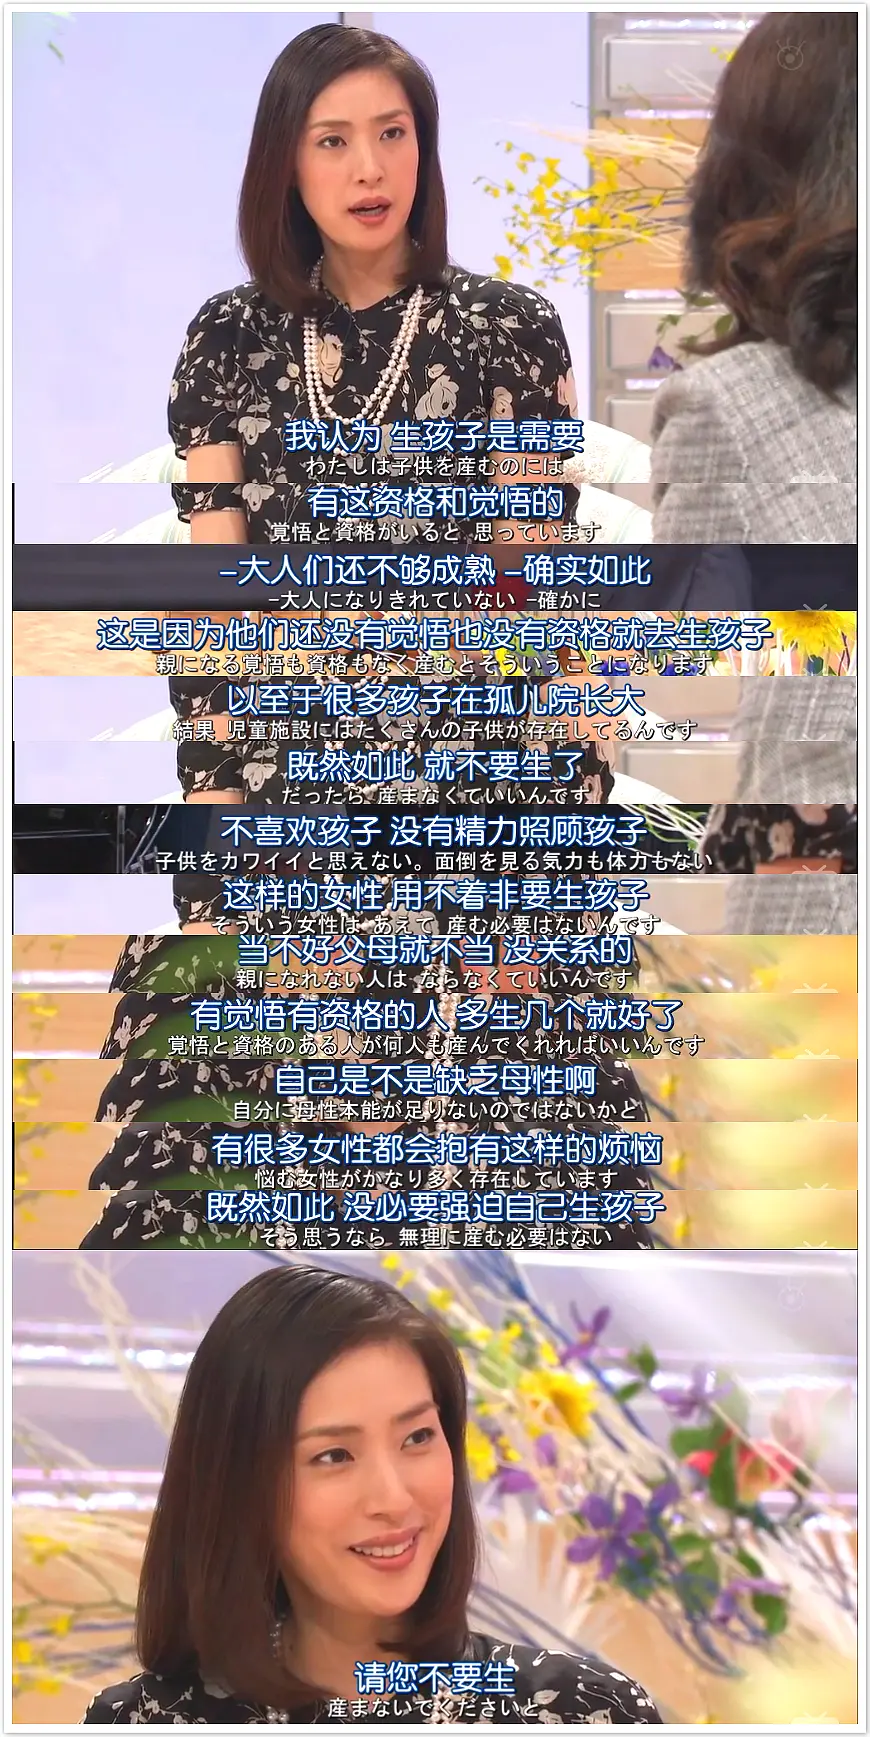 我认为 生孩子是需要
わたしは子供を産むのには
有这资格和觉悟的
覚悟と資格がいると 思っています
–大人们还不够成熟 –确实如此
–大人になりきれていない –確かに
这是因为他们还没有觉悟也没有资格就去生孩子
親になる覚悟も資格もなく産むとそういうことになります
以至于很多孩子在孤儿院长大
結果 児童施設にはたくさんの子供が存在してるんです
既然如此 就不要生了
だったら 産まなくていいんです
不喜欢孩子 没有精力照顾孩子
子供をカワイイと思えない。面倒を見る気力も体力もない
这样的女性 用不着非要生孩子
そういう女性は あえて 産む必要はないんです
当不好父母就不当 没关系的
親になれない人は ならなくていいんです
有觉悟有资格的人 多生几个就好了
覚悟と資格のある人が何人も産んでくれればいいんです
自己是不是缺乏母性啊
自分に母性本能が足りないのではないかと
有很多女性都会抱有这样的烦恼
悩む女性がかなり多く存在しています
既然如此 没必要强迫自己生孩子
そう思うなら 無理に産む必要はない
请您不要生
産まないでくださいと